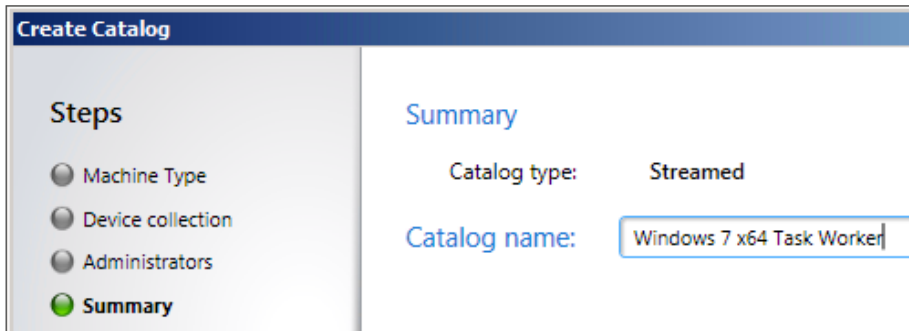 Create Catalog
Steps
Machine Type
Device collection
Administrators
Summary
Summary
Catalog type: Streamed
Catalog name: Windows 7 x64 Task Worker